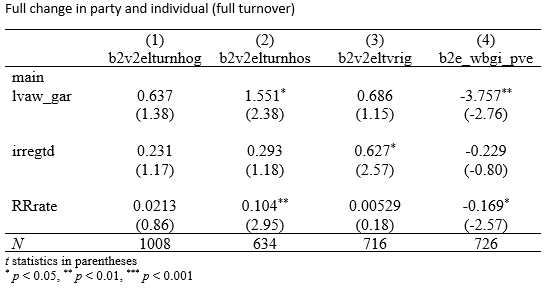 Full change in party and individual (full turnover)
(1) (2) (3) (4)
b2v2elturnhog b2v2elturnhos b2v2eltvrig b2e_wbgi_pve
main
lvaw_gar 0.637 1.551* 0.686 -3.757**
(1.38) (2.38) (1.15) (-2.76)
irregtd 0.231 0.293 0.627* -0.229
(1.17) (1.18) (2.57) (-0.80)
RRrate 0.0213 0.104** 0.00529 -0.169*
(0.86) (2.95) (0.18) (-2.57)
N 1008 634 716 726
t statistics in parentheses
* p < 0.05, ** p < 0.01, *** p < 0.001